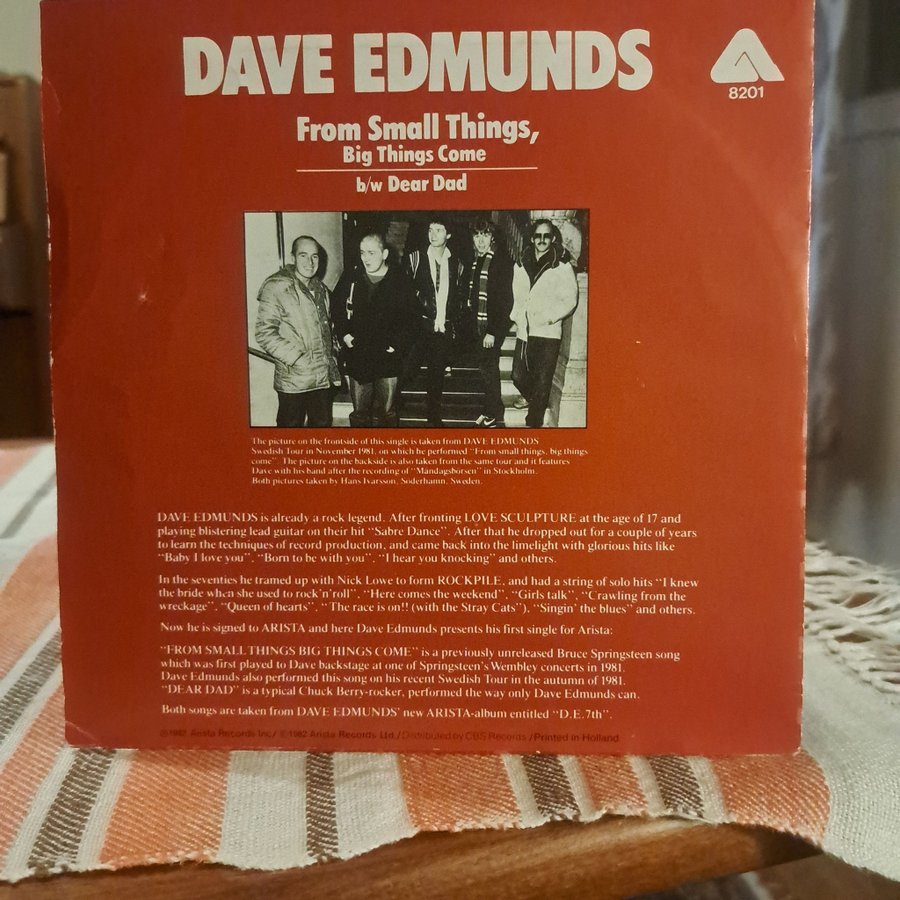 DAVE EDMUNDS
8201
From Small Things,
Big Things Come
b/w Dear Dad
The picture on the frontside of this single is taken from DAVE EDMUNDS
Swedish Tour in November 1981, on which he performed "From small things, big things
come". The picture on the backside is also taken from the same tour and it features
Dave with his band after the recording of "Måndagsbörsen" in Stockholm.
Both pictures taken by Hans Ivarsson, Söderhamn, Sweden.
DAVE EDMUNDS is already a rock legend. After fronting LOVE SCULPTURE at the age of 17 and
playing blistering lead guitar on their hit "Sabre Dance". After that he dropped out for a couple of years
to learn the techniques of record production, and came back into the limelight with glorious hits like
"Baby I love you", "Born to be with you", "I hear you knocking" and others.
In the seventies he tramed up with Nick Lowe to form ROCKPILE, and had a string of solo hits "I knew
the bride when she used to rock'n'roll", "Here comes the weekend", "Girls talk", "Crawling from the
wreckage", "Queen of hearts", "The race is on!! (with the Stray Cats"), "Singin' the blues" and others.
Now he is signed to ARISTA and here Dave Edmunds presents his first single for Arista:
"FROM SMALL THINGS BIG THINGS COME" is a previously unreleased Bruce Springsteen song
which was first played to Dave backstage at one of Springsteen's Wembley concerts in 1981.
Dave Edmunds also performed this song on his recent Swedish Tour in the autumn of 1981.
"DEAR DAD" is a typical Chuck Berry-rocker, performed the way only Dave Edmunds can.
Both songs are taken from DAVE EDMUNDS' new ARISTA-album entitled "D.E.7th".
℗1982 Arista Records Inc/ ©1982 Arista Records Ltd./Distributed by CBS Records /Printed in Holland